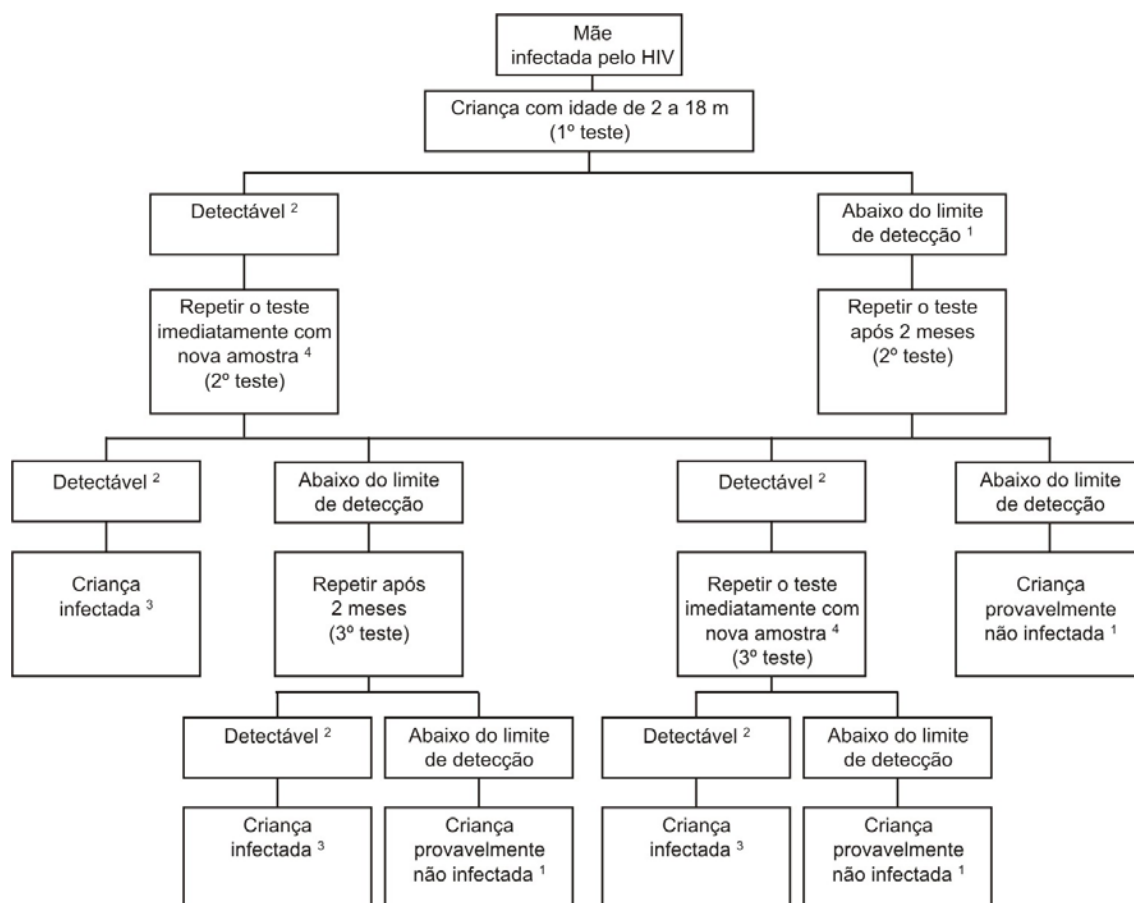 Mãe
infectada pelo HIV
Criança com idade de 2 a 18 m
(1º teste)
Detectável ²
Abaixo do limite
de detecção ¹
Repetir o teste
imediatamente com
nova amostra ⁴
(2º teste)
Repetir o teste
após 2 meses
(2º teste)
Detectável ²
Abaixo do limite
de detecção
Detectável ²
Abaixo do limite
de detecção
Criança
infectada ³
Repetir após
2 meses
(3º teste)
Repetir o teste
imediatamente com
nova amostra ⁴
(3º teste)
Criança
provavelmente
não infectada ¹
Detectável ²
Abaixo do limite
de detecção
Detectável ²
Abaixo do limite
de detecção
Criança
infectada ³
Criança
provavelmente
não infectada ¹
Criança
infectada ³
Criança
provavelmente
não infectada ¹